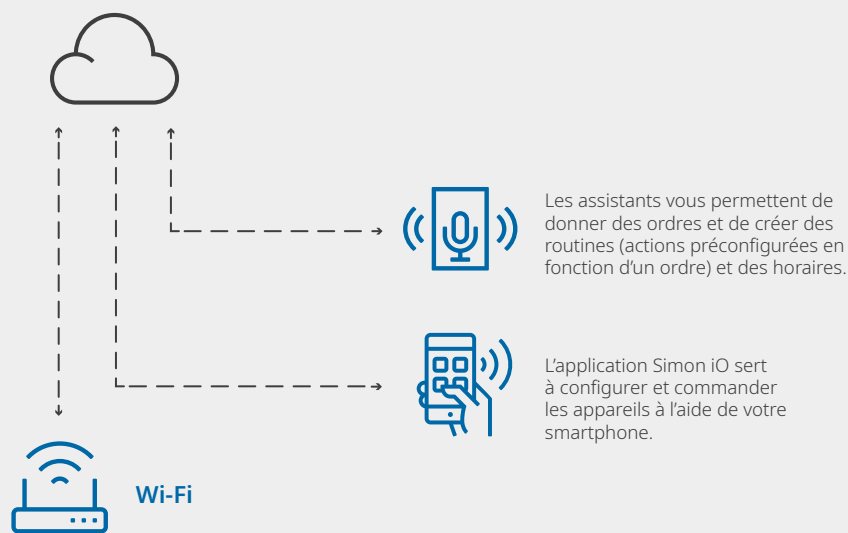 Les assistants vous permettent de
donner des ordres et de créer des
routines (actions préconfigurées en
fonction d’un ordre) et des horaires.
L’application Simon iO sert
à configurer et commander
les appareils à l’aide de votre
smartphone.
Wi-Fi